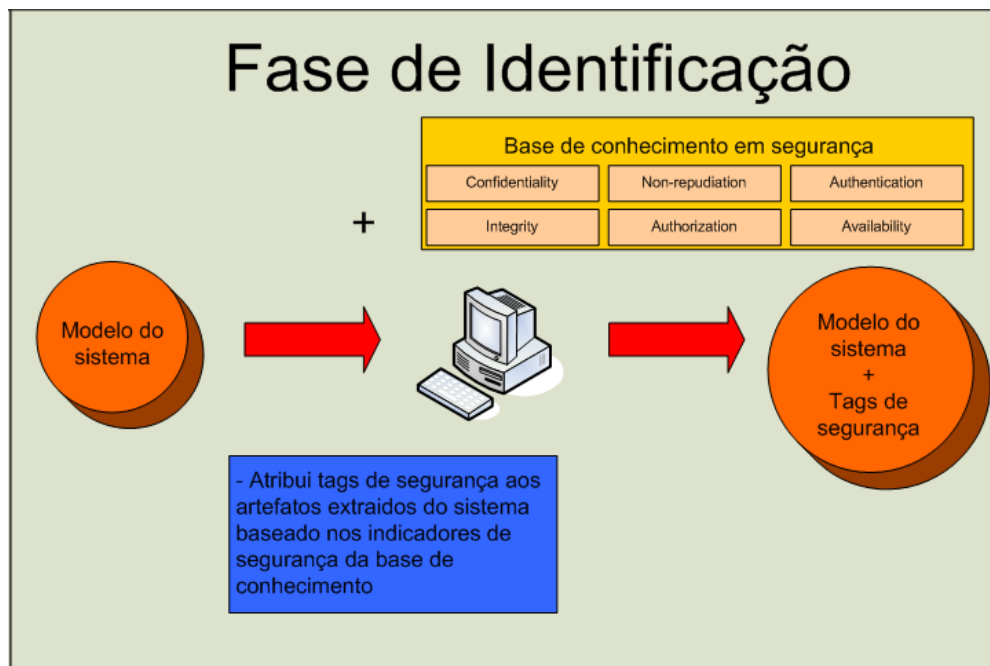 Fase de Identificação
Base de conhecimento em segurança
Confidentiality
Non-repudiation
Authentication
Integrity
Authorization
Availability
+
Modelo do
sistema
Modelo do
sistema
+
Tags de
segurança
- Atribui tags de segurança aos
artefatos extraidos do sistema
baseado nos indicadores de
segurança da base de
conhecimento